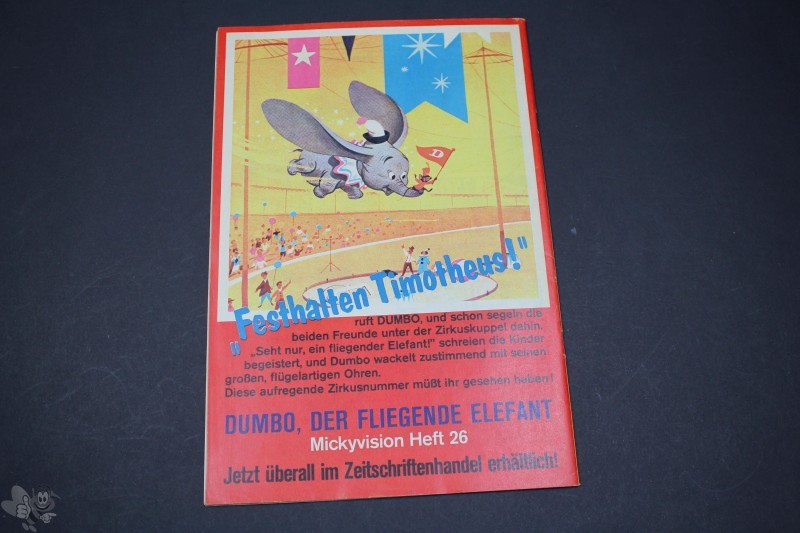 D
„Festhalten Timotheus!"
ruft DUMBO, und schon segeln die
beiden Freunde unter der Zirkuskuppel dahin.
„Seht nur, ein fliegender Elefant!" schreien die Kinder
begeistert, und Dumbo wackelt zustimmend mit seinen
großen, flügelartigen Ohren.
Diese aufregende Zirkusnummer müßt ihr gesehen haben!
DUMBO, DER FLIEGENDE ELEFANT
Mickyvision Heft 26
Jetzt überall im Zeitschriftenhandel erhältlich!